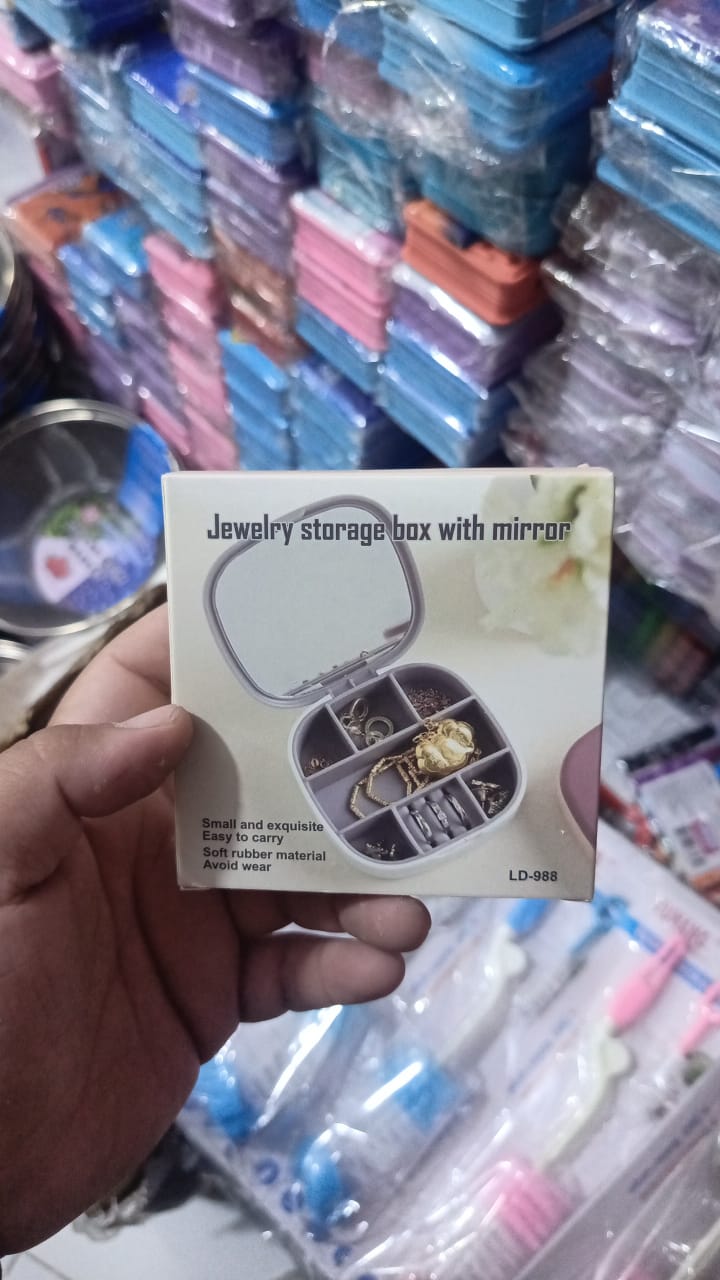 Jewelry storage box with mirror
Small and exquisite
Easy to carry
Soft rubber material
Avoid wear
LD-988